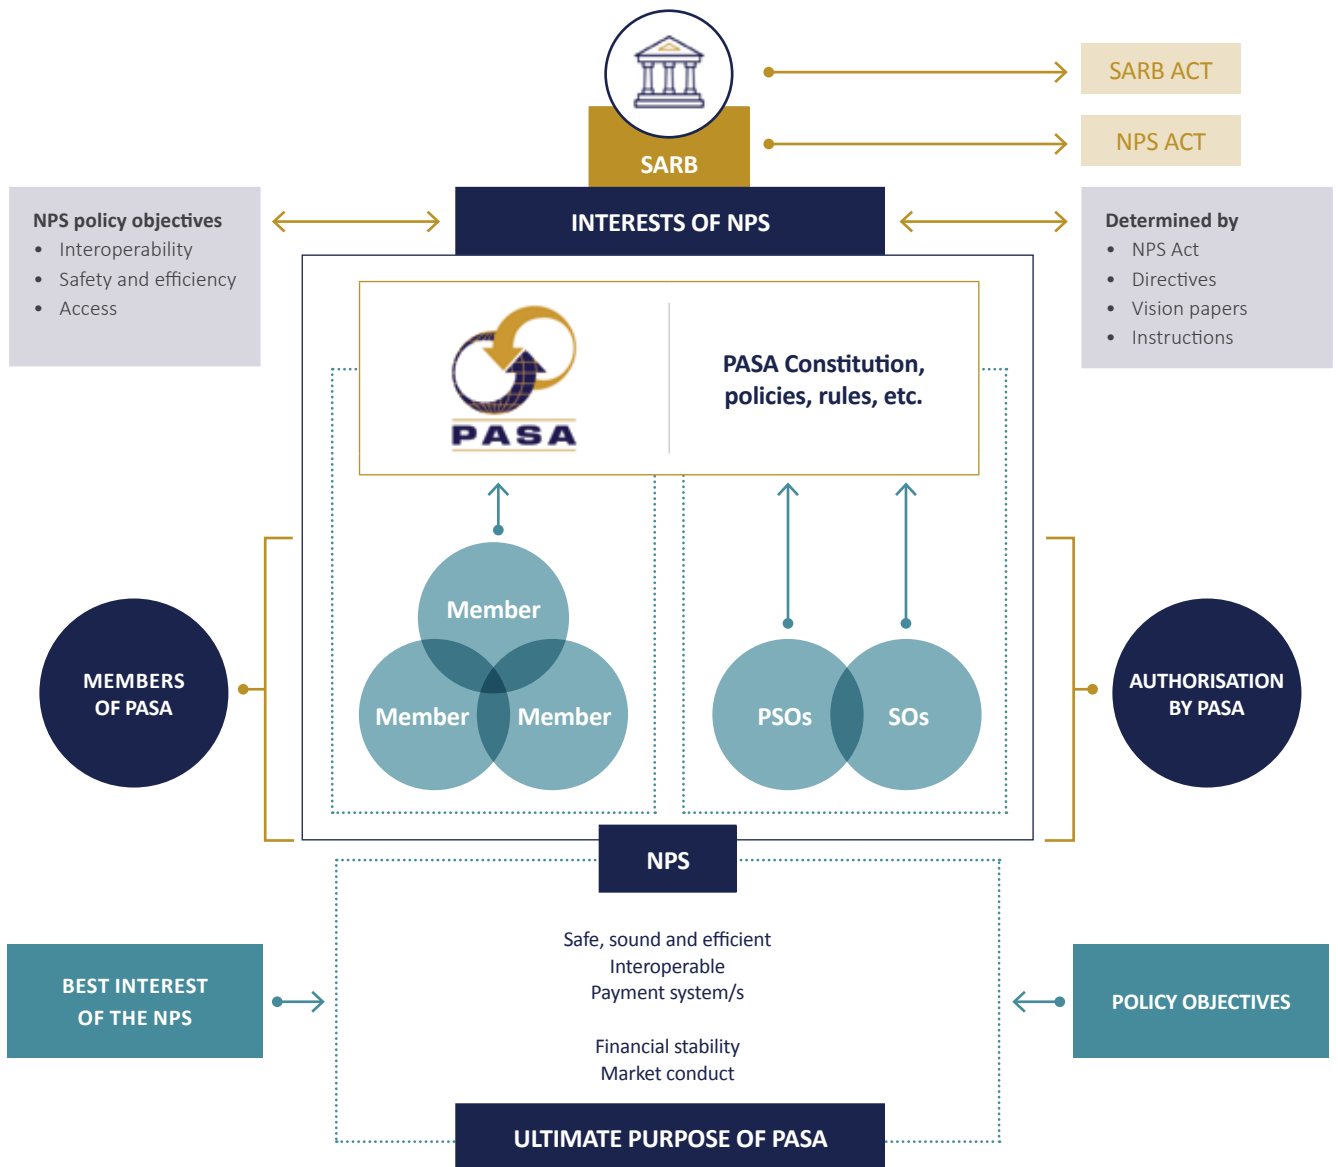 SARB ACT
NPS ACT
SARB
INTERESTS OF NPS
NPS policy objectives
• Interoperability
• Safety and efficiency
• Access
Determined by
• NPS Act
• Directives
• Vision papers
• Instructions
PASA
PASA Constitution,
policies, rules, etc.
Member
Member
Member
PSOs
SOs
MEMBERS
OF PASA
AUTHORISATION
BY PASA
NPS
Safe, sound and efficient
Interoperable
Payment system/s
Financial stability
Market conduct
BEST INTEREST
OF THE NPS
POLICY OBJECTIVES
ULTIMATE PURPOSE OF PASA